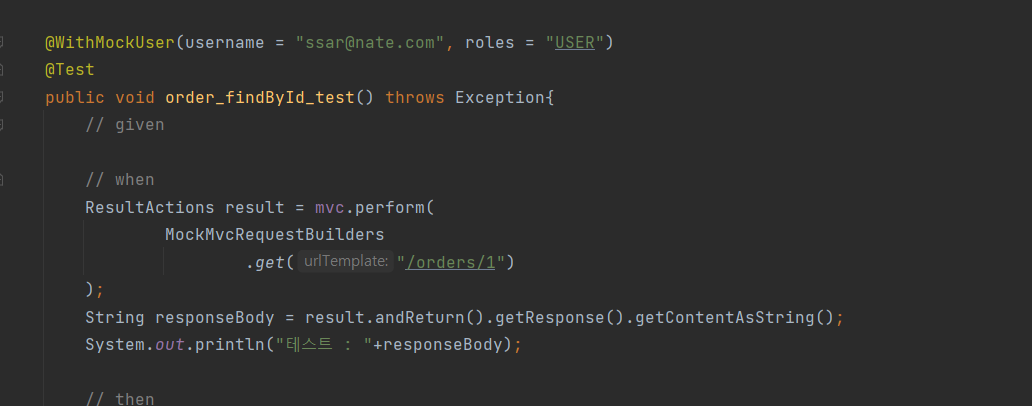 @WithMockUser(username = "ssar@nate.com", roles = "USER")
@Test
public void order_findById_test() throws Exception{
// given
// when
ResultActions result = mvc.perform(
MockMvcRequestBuilders
.get( urlTemplate: "/orders/1")
);
String responseBody = result.andReturn().getResponse().getContentAsString();
System.out.println("테스트 : "+responseBody);
// then